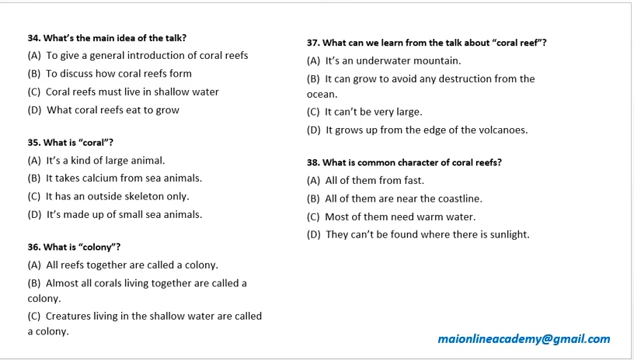 34. What's the main idea of the talk?
(A) To give a general introduction of coral reefs
(B) To discuss how coral reefs form
(C) Coral reefs must live in shallow water
(D) What coral reefs eat to grow
35. What is "coral"?
(A) It's a kind of large animal.
(B) It takes calcium from sea animals.
(C) It has an outside skeleton only.
(D) It's made up of small sea animals.
36. What is "colony"?
(A) All reefs together are called a colony.
(B) Almost all corals living together are called a
colony.
(C) Creatures living in the shallow water are called
a colony.
37. What can we learn from the talk about "coral reef"?
(A) It's an underwater mountain.
(B) It can grow to avoid any destruction from the
ocean.
(C) It can't be very large.
(D) It grows up from the edge of the volcanoes.
38. What is common character of coral reefs?
(A) All of them from fast.
(B) All of them are near the coastline.
(C) Most of them need warm water.
(D) They can't be found where there is sunlight.
maionlineacademy@gmail.com